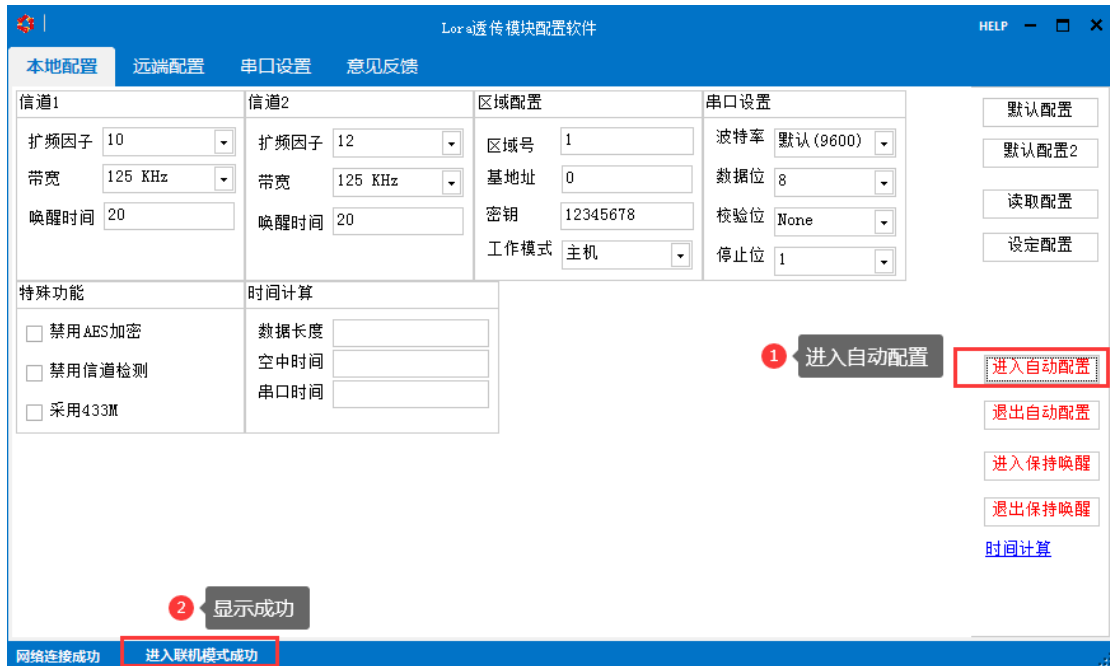 Lora透传模块配置软件
HELP
本地配置 远端配置 串口设置 意见反馈
信道1
扩频因子 10
带宽 125 KHz
唤醒时间 20
信道2
扩频因子 12
带宽 125 KHz
唤醒时间 20
区域配置
区域号 1
基地址 0
密钥 12345678
工作模式 主机
串口设置
波特率 默认(9600)
数据位 8
校验位 None
停止位 1
默认配置
默认配置2
读取配置
设定配置
特殊功能
禁用AES加密
禁用信道检测
采用433M
时间计算
数据长度
空中时间
串口时间
1 进入自动配置
进入自动配置
退出自动配置
进入保持唤醒
退出保持唤醒
时间计算
2 显示成功
网络连接成功 进入联机模式成功